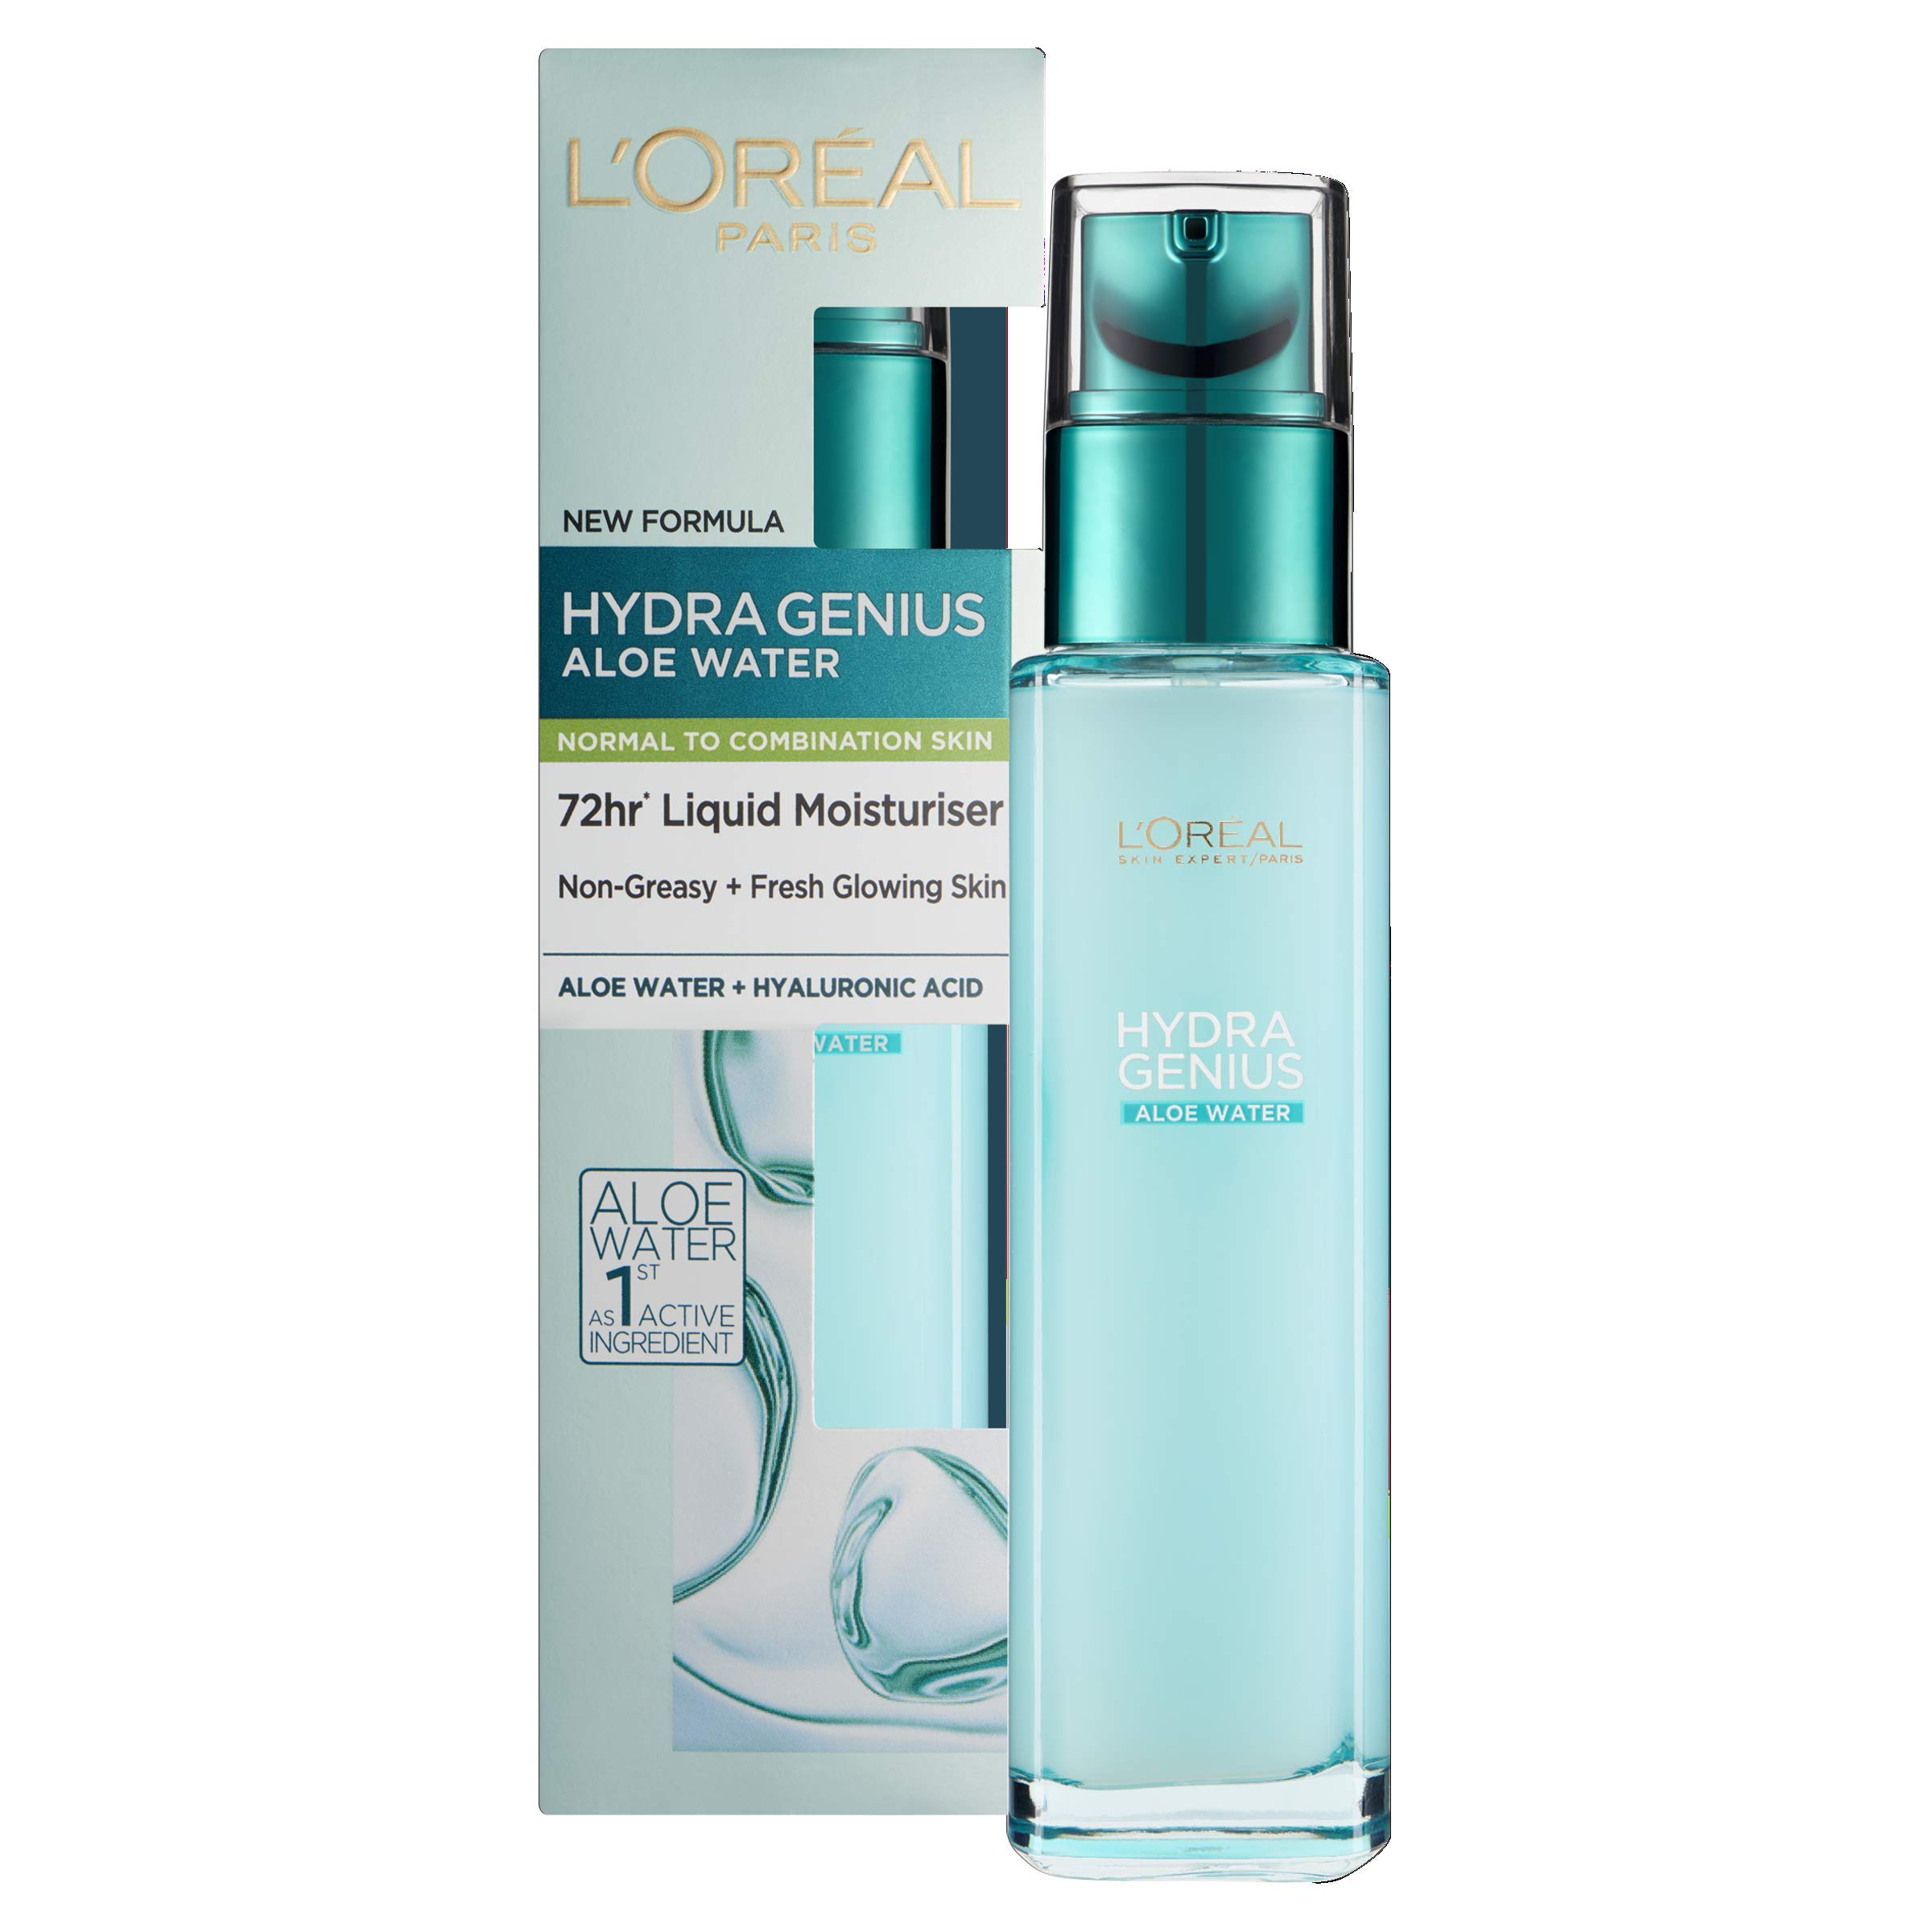 L'ORÉAL
PARIS
NEW FORMULA
HYDRA GENIUS
ALOE WATER
NORMAL TO COMBINATION SKIN
72hr* Liquid Moisturiser
Non-Greasy + Fresh Glowing Skin
ALOE WATER + HYALURONIC ACID
WATER
ALOE
WATER
AS 1ST ACTIVE
INGREDIENT
L'ORÉAL
SKIN EXPERT/PARIS
HYDRA
GENIUS
ALOE WATER